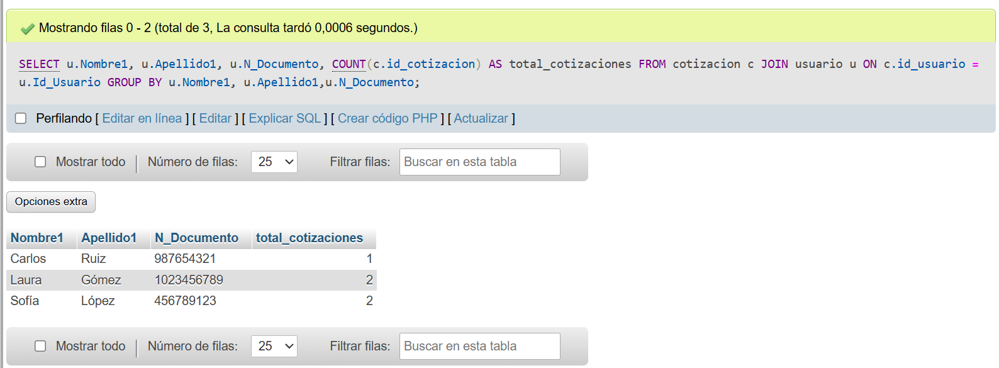 Mostrando filas 0 - 2 (total de 3, La consulta tardó 0,0006 segundos.)
SELECT u.Nombre1, u.Apellido1, u.N_Documento, COUNT(c.id_cotizacion) AS total_cotizaciones FROM cotizacion c JOIN usuario u ON c.id_usuario =
u.Id_Usuario GROUP BY u.Nombre1, u.Apellido1,u.N_Documento;
Perfilando [ Editar en línea ] [ Editar ] [ Explicar SQL ] [ Crear código PHP ] [ Actualizar ]
Mostrar todo Número de filas: 25 Filtrar filas: Buscar en esta tabla
Opciones extra
Nombre1 Apellido1 N_Documento total_cotizaciones
Carlos Ruiz 987654321 1
Laura Gómez 1023456789 2
Sofía López 456789123 2
Mostrar todo Número de filas: 25 Filtrar filas: Buscar en esta tabla